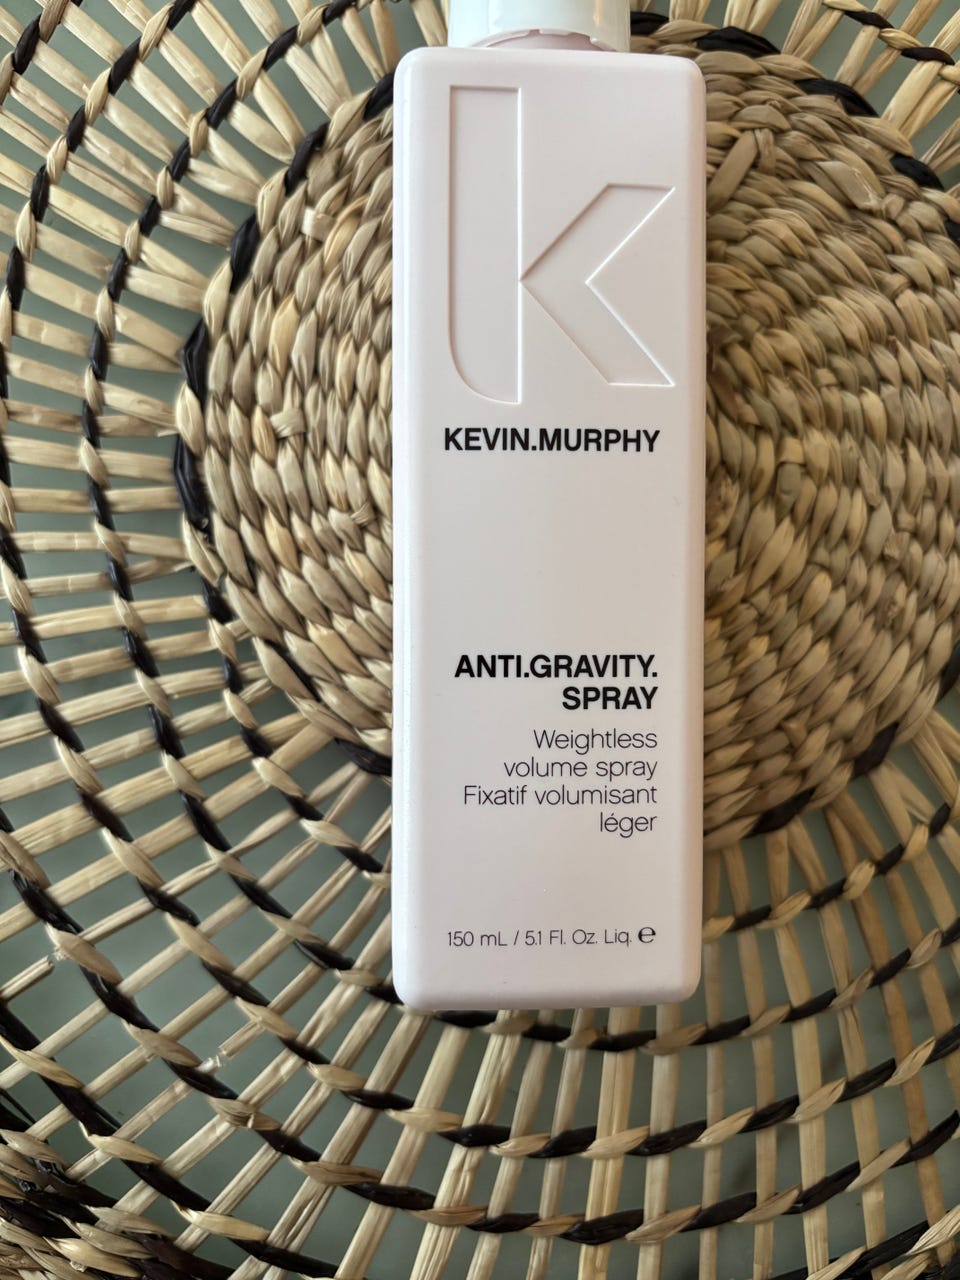 K
KEVIN.MURPHY
ANTI.GRAVITY.
SPRAY
Weightless
volume spray
Fixatif volumisant
léger
150 mL / 5.1 Fl. Oz. Liq. ℮